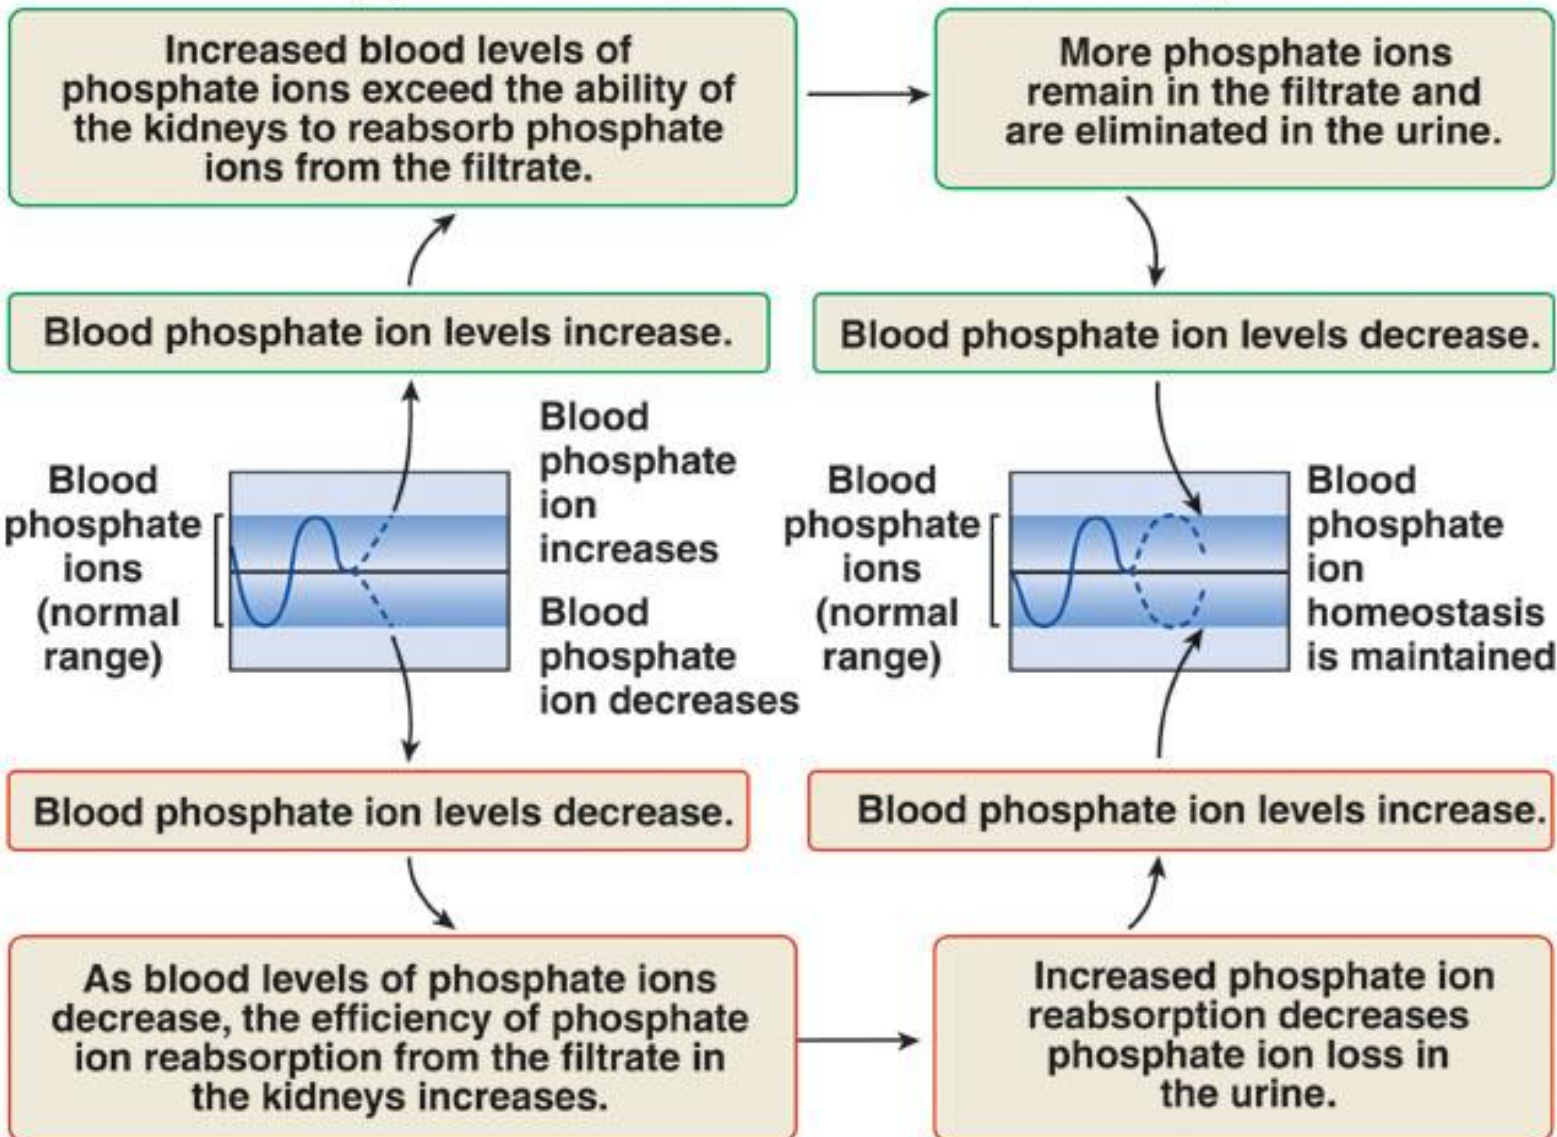 Increased blood levels of
phosphate ions exceed the ability of
the kidneys to reabsorb phosphate
ions from the filtrate.
More phosphate ions
remain in the filtrate and
are eliminated in the urine.
Blood phosphate ion levels increase.
Blood phosphate ion levels decrease.
Blood
phosphate
ions
(normal
range)
Blood
phosphate
ion
increases
Blood
phosphate
ion decreases
Blood
phosphate
ions
(normal
range)
Blood
phosphate
ion
homeostasis
is maintained
Blood phosphate ion levels decrease.
Blood phosphate ion levels increase.
As blood levels of phosphate ions
decrease, the efficiency of phosphate
ion reabsorption from the filtrate in
the kidneys increases.
Increased phosphate ion
reabsorption decreases
phosphate ion loss in
the urine.